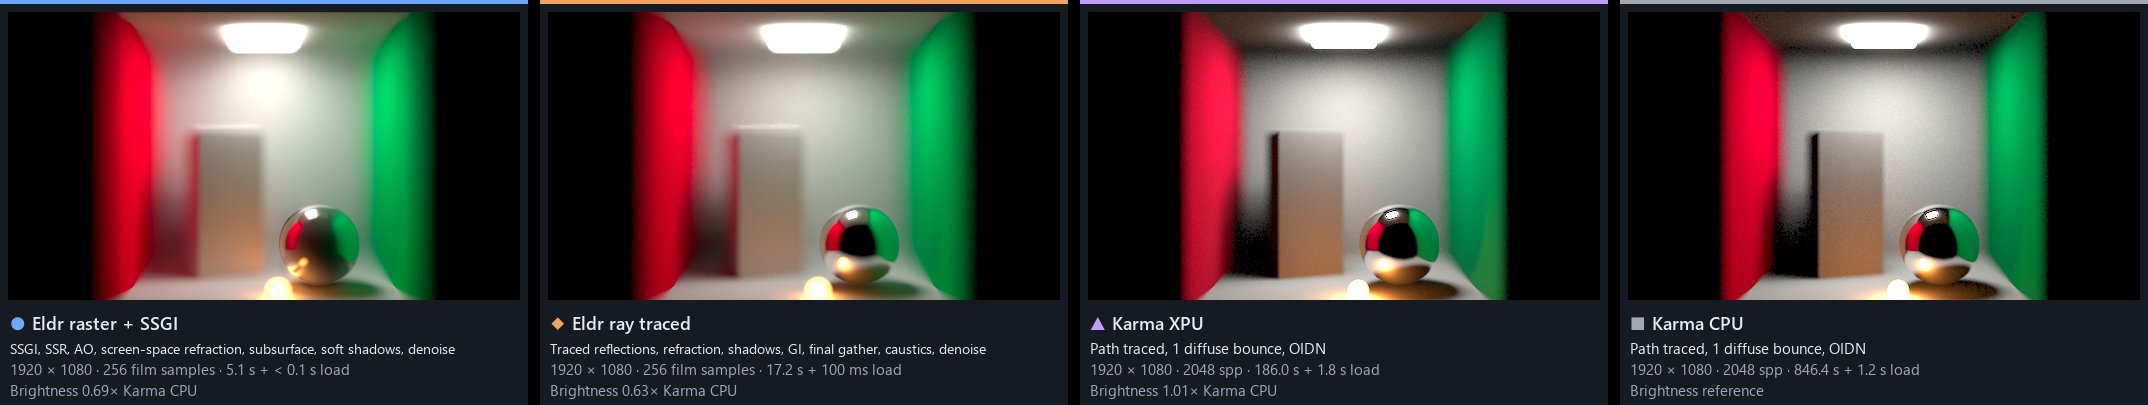 Eldr raster + SSGI
SSGI, SSR, AO, screen-space refraction, subsurface, soft shadows, denoise
1920 × 1080 · 256 film samples · 5.1 s + < 0.1 s load
Brightness 0.69× Karma CPU
Eldr ray traced
Traced reflections, refraction, shadows, GI, final gather, caustics, denoise
1920 × 1080 · 256 film samples · 17.2 s + 100 ms load
Brightness 0.63× Karma CPU
Karma XPU
Path traced, 1 diffuse bounce, OIDN
1920 × 1080 · 2048 spp · 186.0 s + 1.8 s load
Brightness 1.01× Karma CPU
Karma CPU
Path traced, 1 diffuse bounce, OIDN
1920 × 1080 · 2048 spp · 846.4 s + 1.2 s load
Brightness reference